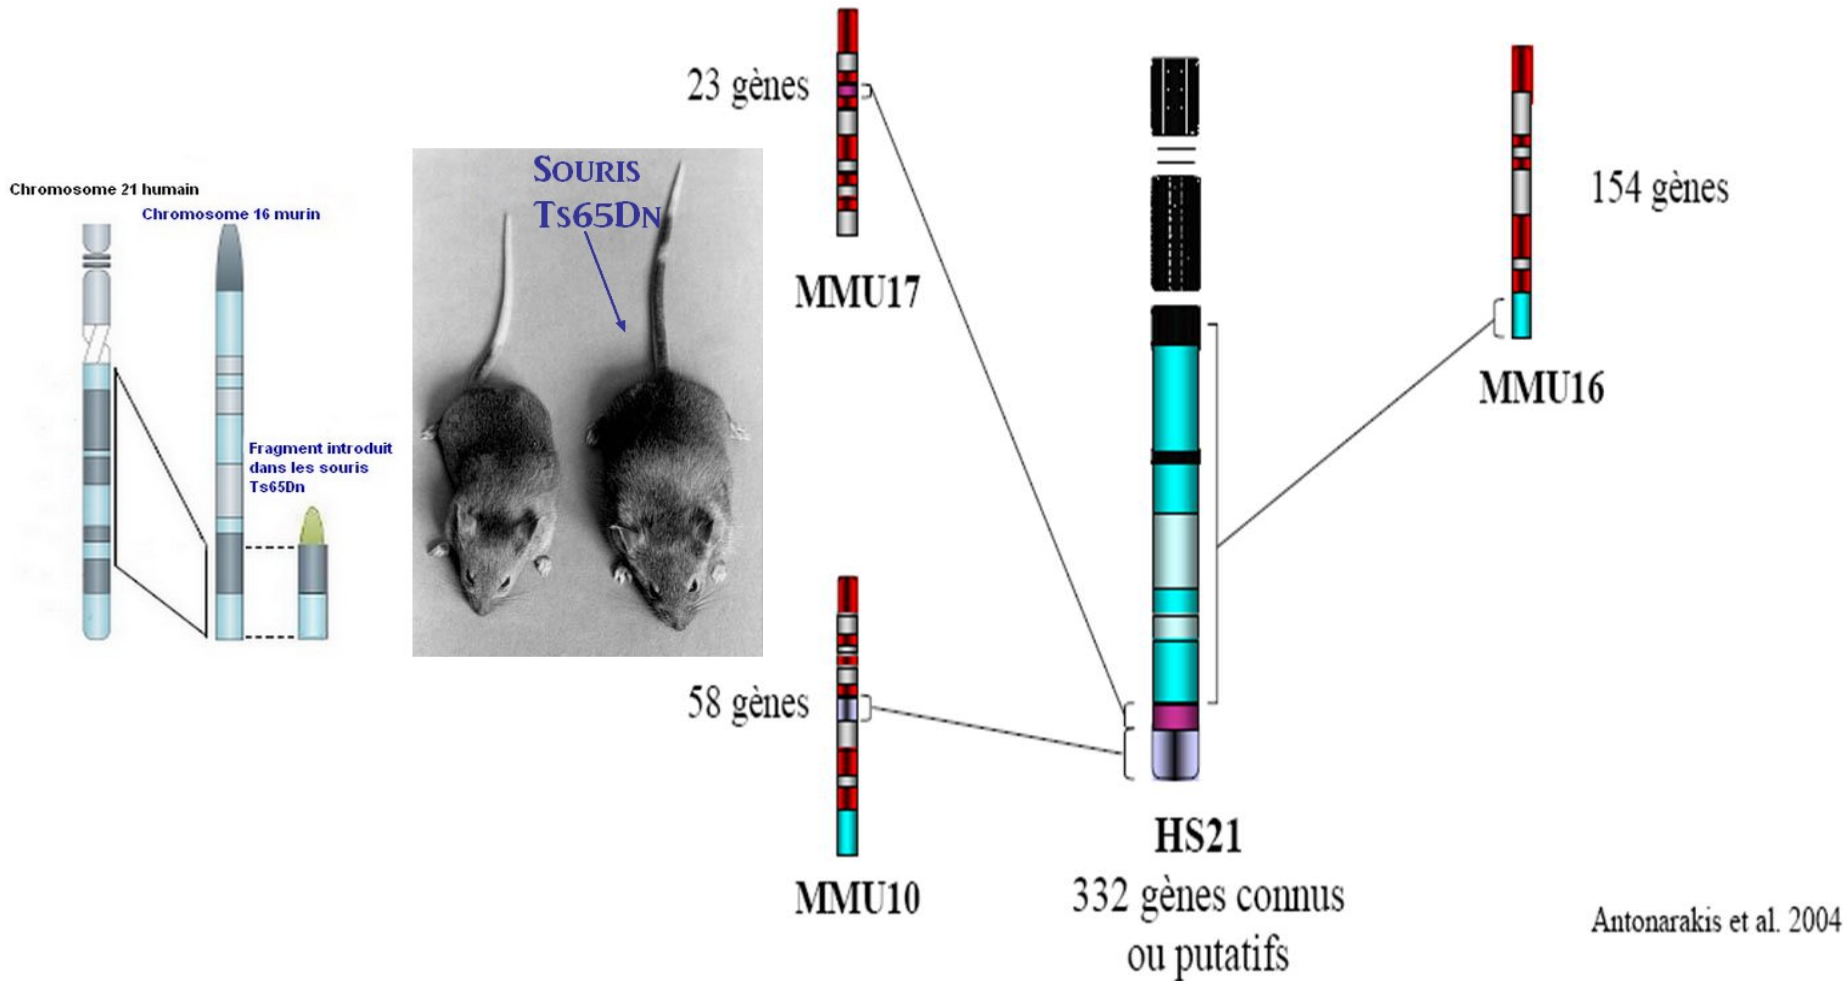 Chromosome 21 humain
Chromosome 16 murin
Fragment introduit
dans les souris
Ts65Dn
SOURIS
TS65DN
23 gènes
MMU17
58 gènes
MMU10
HS21
332 gènes connus
ou putatifs
154 gènes
MMU16
Antonarakis et al. 2004